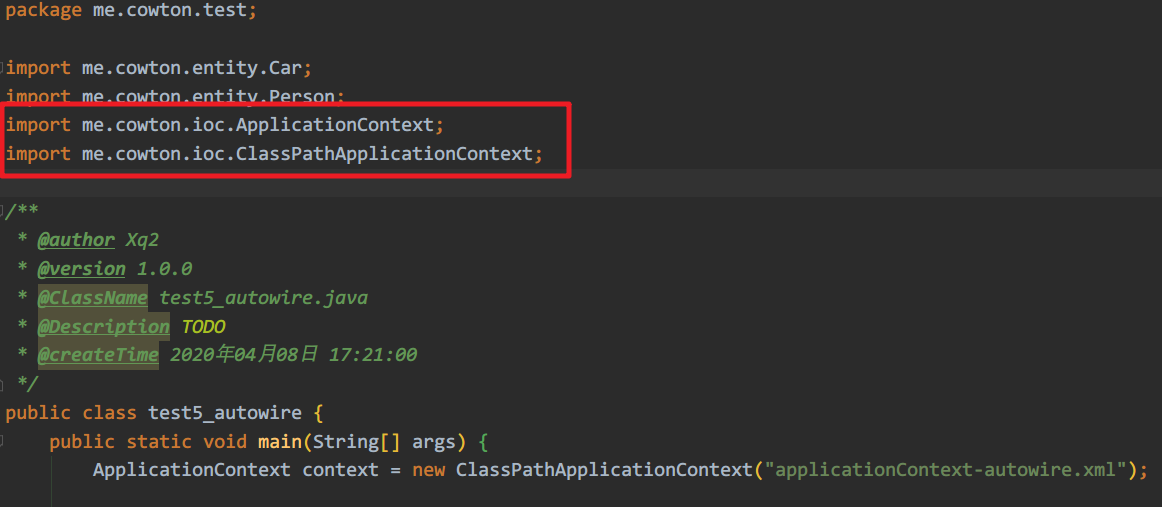 package me.cowton.test;
import me.cowton.entity.Car;
import me.cowton.entity.Person;
import me.cowton.ioc.ApplicationContext;
import me.cowton.ioc.ClassPathApplicationContext;
/**
* @author Xq2
* @version 1.0.0
* @ClassName test5_autowire.java
* @Description TODO
* @createTime 2020年04月08日 17:21:00
*/
public class test5_autowire {
public static void main(String[] args) {
ApplicationContext context = new ClassPathApplicationContext("applicationContext-autowire.xml");